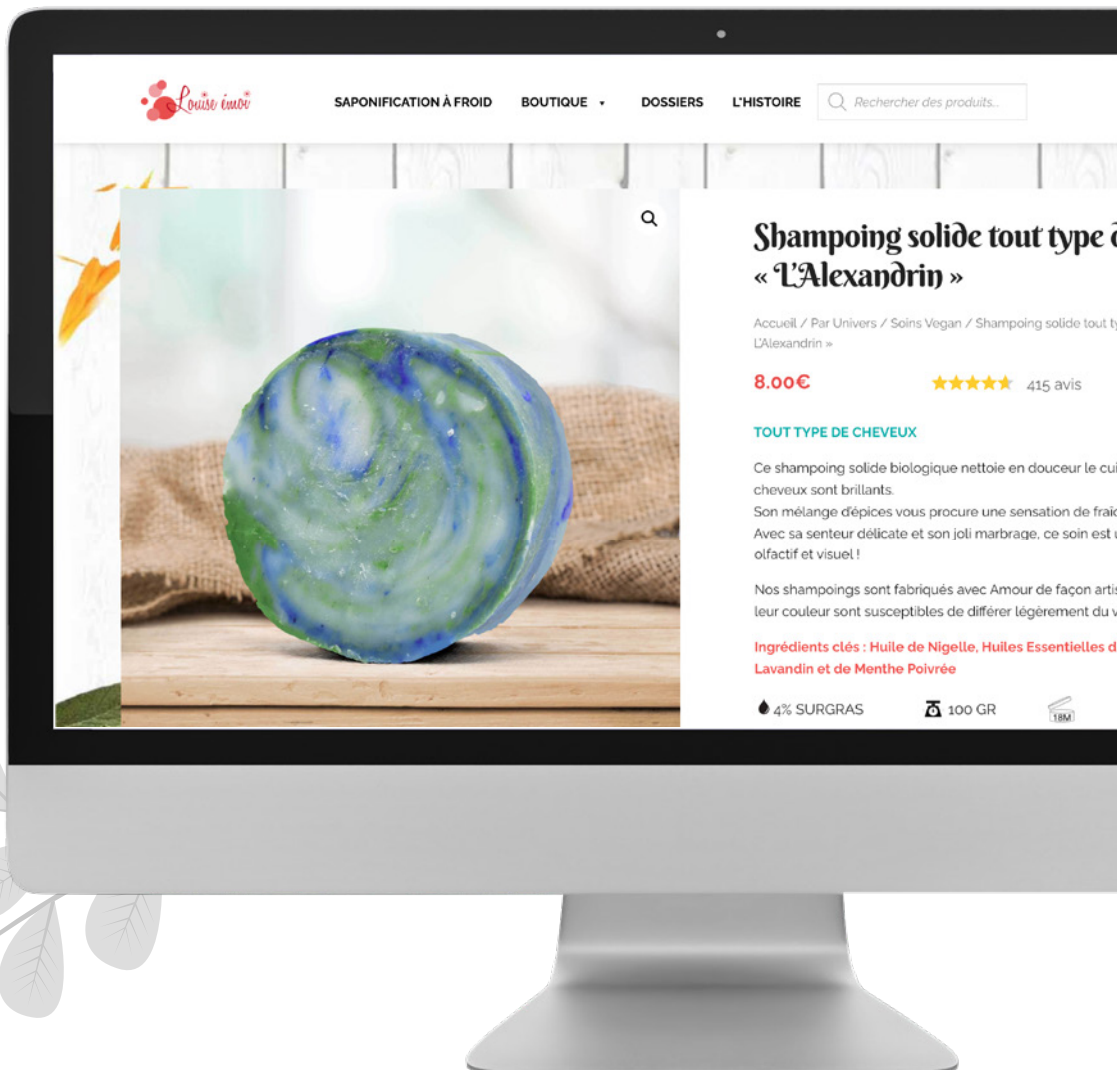 Louise émoi
SAPONIFICATION À FROID BOUTIQUE DOSSIERS L'HISTOIRE Rechercher des produits...
Shampoing solide tout type
« L'Alexandrin »
Accueil / Par Univers / Soins Vegan / Shampoing solide tout
L'Alexandrin »
8.00€ 415 avis
TOUT TYPE DE CHEVEUX
Ce shampoing solide biologique nettoie en douceur le
cheveux sont brillants.
Son mélange d'épices vous procure une sensation de
Avec sa senteur délicate et son joli marbrage, ce soin est
olfactif et visuel !
Nos shampoings sont fabriqués avec Amour de façon
leur couleur sont susceptibles de différer légèrement du
Ingrédients clés : Huile de Nigelle, Huiles Essentielles
Lavandin et de Menthe Poivrée
4% SURGRAS 100 GR 18M